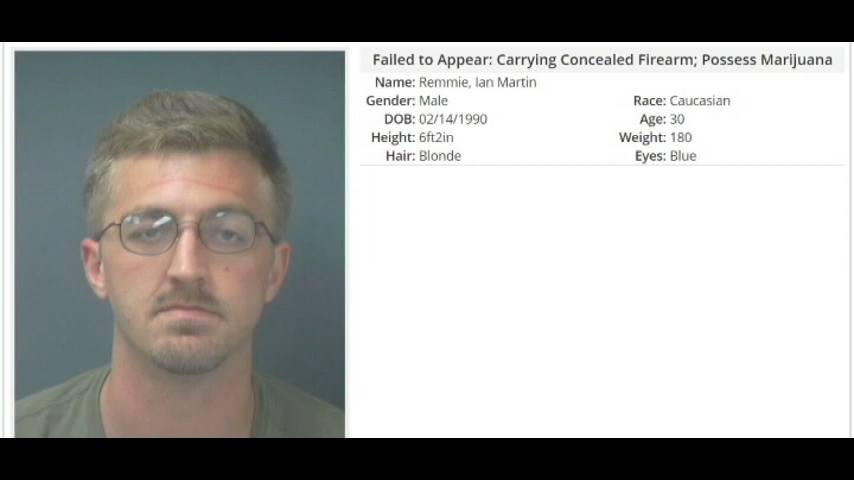 Failed to Appear: Carrying Concealed Firearm; Possess Marijuana
Name: Remmie, Ian Martin
Gender: Male Race: Caucasian
DOB: 02/14/1990 Age: 30
Height: 6ft2in Weight: 180
Hair: Blonde Eyes: Blue